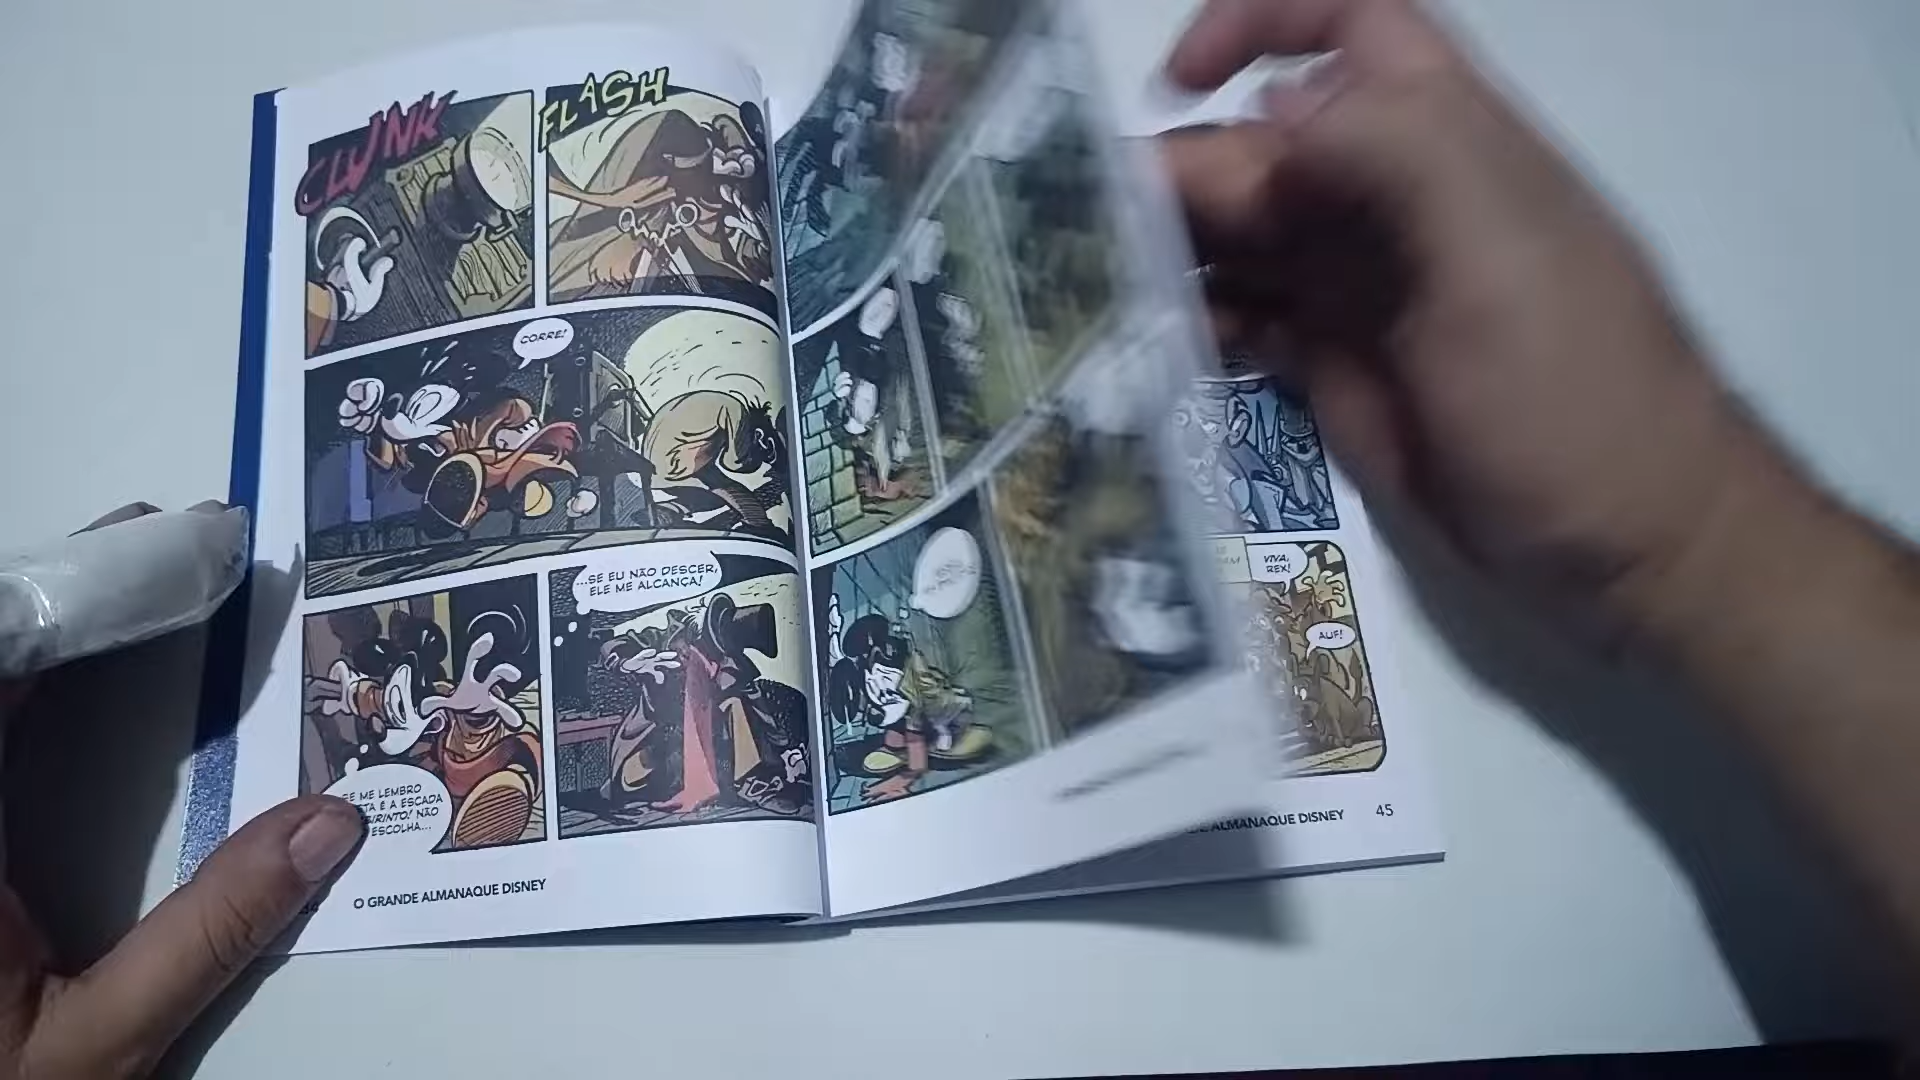 CLUNK
FLASH
CORRE!
...SE EU NÃO DESCER,
ELE ME ALCANÇA!
ME LEMBRO
É A ESCADA
NÃO
ESCOLHA...
O GRANDE ALMANAQUE DISNEY
VIVA,
REX!
AUF!
ALMANAQUE DISNEY 45